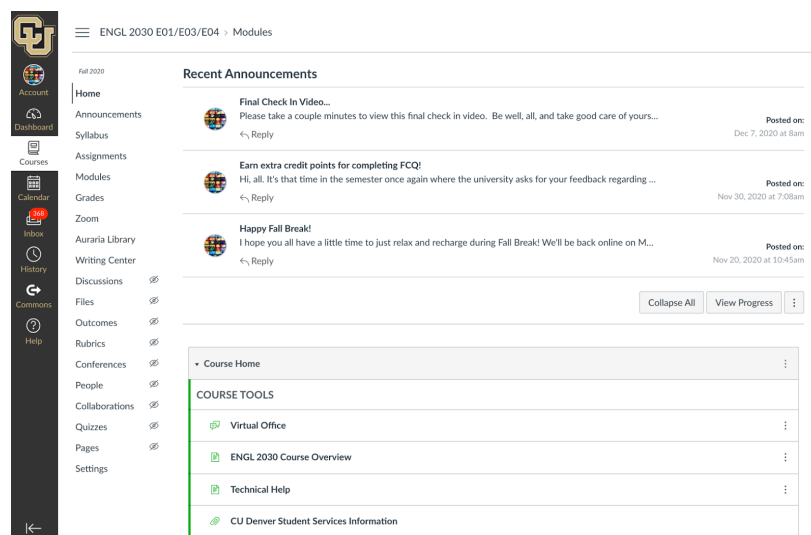 CU
ENGL 2030 E01/E03/E04 › Modules
Account
Dashboard
Courses
Calendar
368
Inbox
History
Commons
Help
Fall 2020
Home
Announcements
Syllabus
Assignments
Modules
Grades
Zoom
Auraria Library
Writing Center
Discussions
Files
Outcomes
Rubrics
Conferences
People
Collaborations
Quizzes
Pages
Settings
Recent Announcements
Final Check In Video...
Please take a couple minutes to view this final check in video. Be well, all, and take good care of yours...
Reply
Posted on:
Dec 7, 2020 at 8am
Earn extra credit points for completing FCQ!
Hi, all. It's that time in the semester once again where the university asks for your feedback regarding ...
Reply
Posted on:
Nov 30, 2020 at 7:08am
Happy Fall Break!
I hope you all have a little time to just relax and recharge during Fall Break! We'll be back online on M...
Reply
Posted on:
Nov 20, 2020 at 10:45am
Collapse All
View Progress
Course Home
COURSE TOOLS
Virtual Office
ENGL 2030 Course Overview
Technical Help
CU Denver Student Services Information